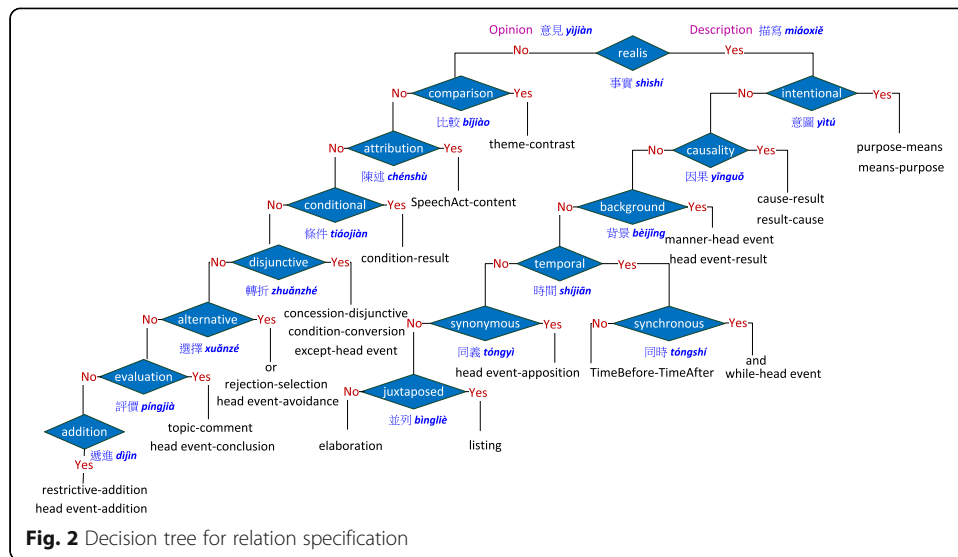 Opinion 意見 yìjiàn Description 描寫 miáoxiě
No realis Yes
事實 shìshí
No comparison Yes No intentional Yes
比較 bǐjiào 意圖 yìtú
theme-contrast purpose-means
No attribution Yes No causality Yes means-purpose
陳述 chénshù 因果 yīnguǒ
SpeechAct-content cause-result
No conditional Yes No background Yes result-cause
條件 tiáojiàn 背景 bèijǐng manner-head event
condition-result head event-result
No disjunctive Yes No temporal Yes
轉折 zhuǎnzhé 時間 shíjiān
concession-disjunctive
No alternative Yes condition-conversion No synonymous Yes No synchronous Yes
選擇 xuǎnzé except-head event 同義 tóngyì 同時 tóngshí and
or head event-apposition TimeBefore-TimeAfter while-head event
No evaluation Yes rejection-selection No juxtaposed Yes
評價 píngjià head event-avoidance 並列 bìngliè
topic-comment elaboration listing
addition head event-conclusion
遞進 dìjìn
Yes
restrictive-addition
head event-addition
Fig. 2 Decision tree for relation specification